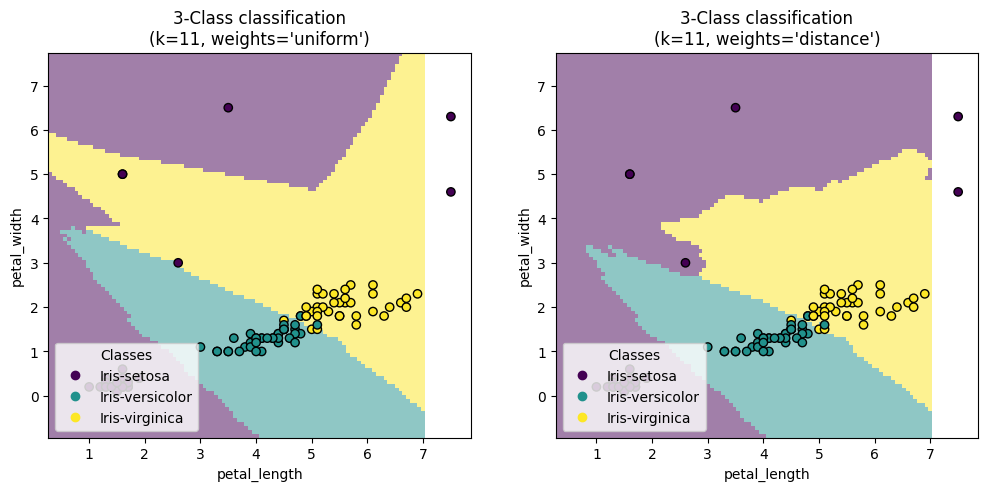 3-Class classification
(k=11, weights='uniform')
petal_width
7
6
5
4
3
2
1
0
Classes
Iris-setosa
Iris-versicolor
Iris-virginica
1 2 3 4 5 6 7
petal_length
3-Class classification
(k=11, weights='distance')
petal_width
7
6
5
4
3
2
1
0
Classes
Iris-setosa
Iris-versicolor
Iris-virginica
1 2 3 4 5 6 7
petal_length